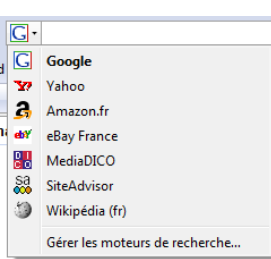 Google
Yahoo
Amazon.fr
eBay France
MediaDICO
SiteAdvisor
Wikipédia (fr)
Gérer les moteurs de recherche...